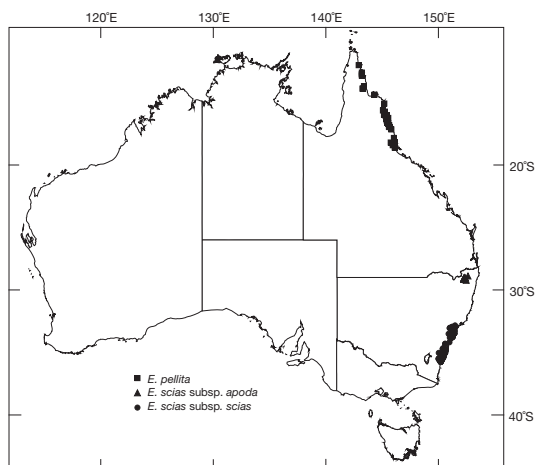 120°E 130°E 140°E 150°E
20°S
30°S
E. pellita
E. scias subsp. apoda
E. scias subsp. scias
40°S